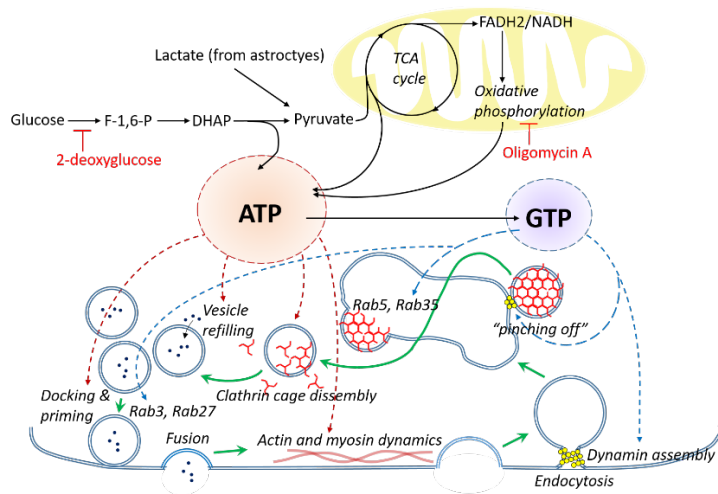 FADH2/NADH
Lactate (from astroctyes)
TCA
cycle
Oxidative
phosphorylation
Glucose
F-1,6-P
DHAP
Pyruvate
2-deoxyglucose
Oligomycin A
ATP
GTP
Rab5, Rab35
Vesicle
refilling
"pinching off"
Clathrin cage dissembly
Docking &
priming
Rab3, Rab27
Fusion
Actin and myosin dynamics
Dynamin assembly
Endocytosis